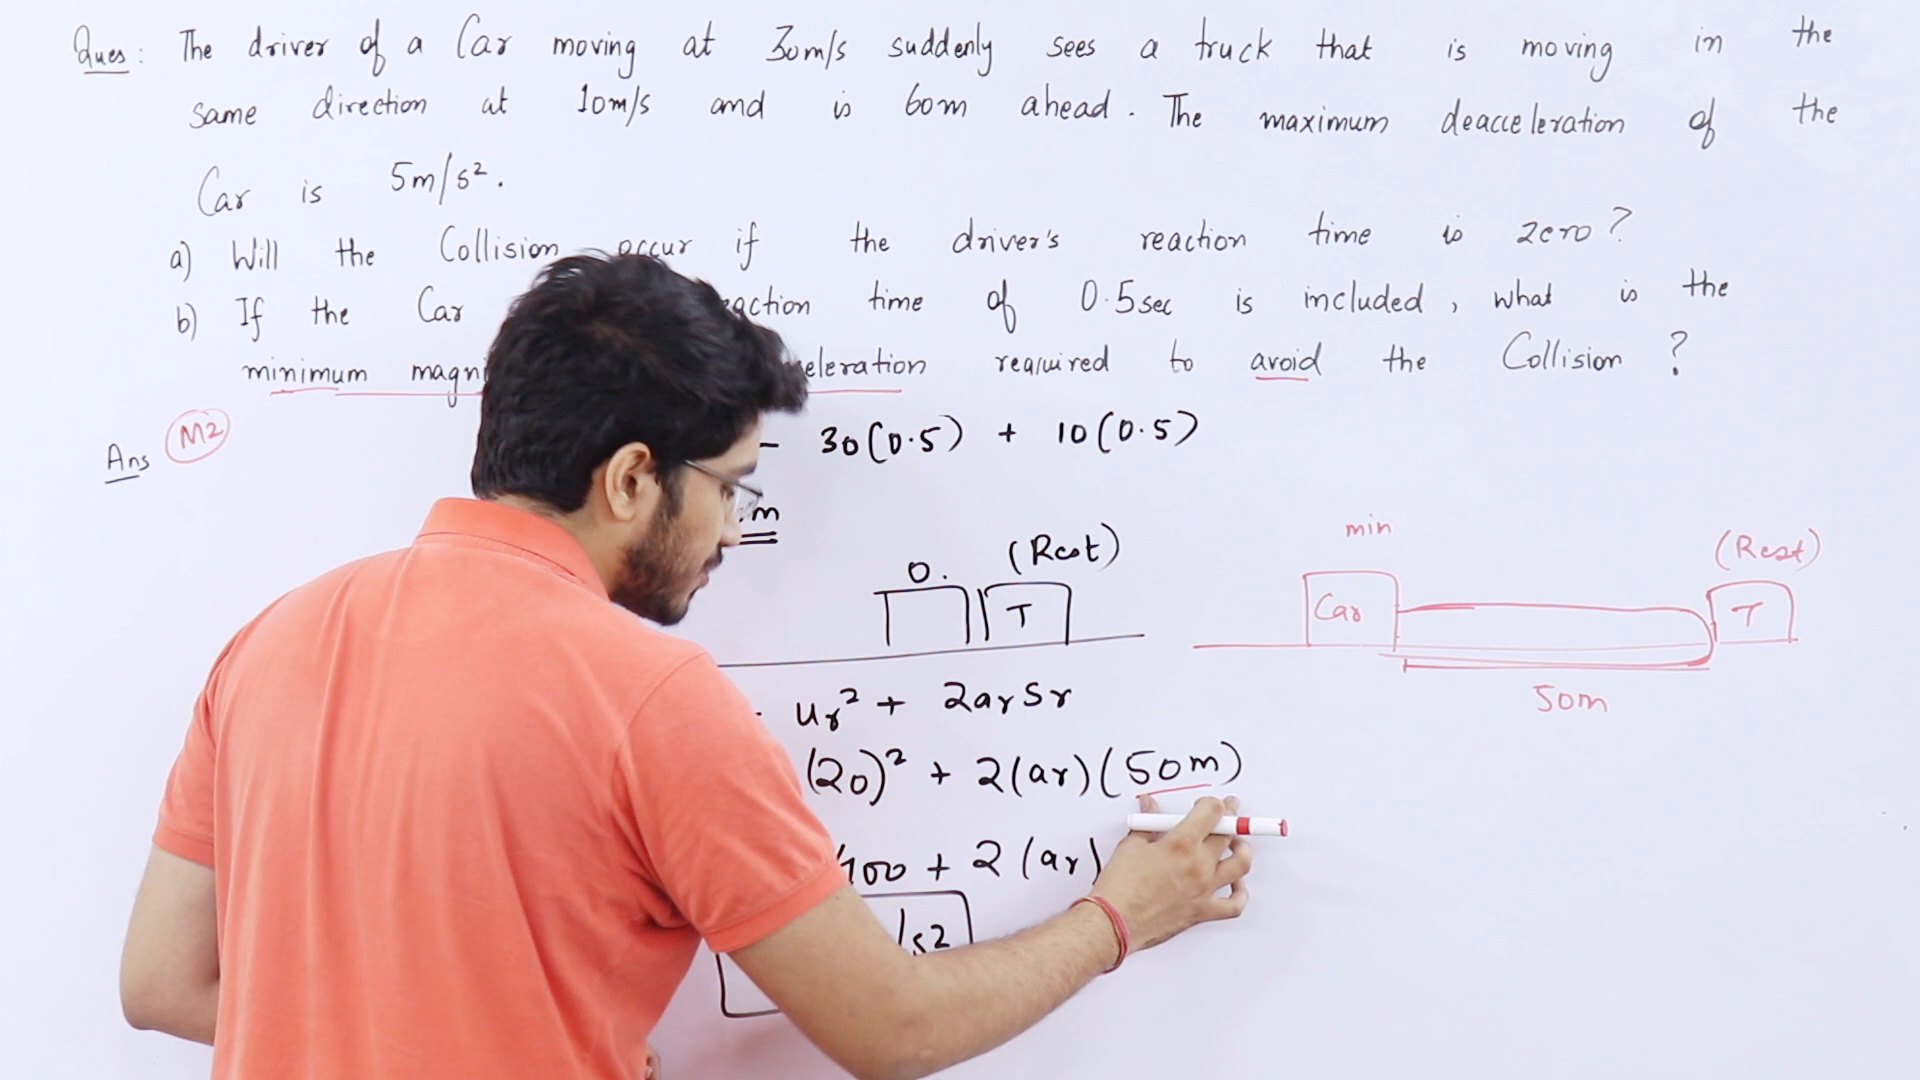 Ques: The driver of a Car moving at 30m/s suddenly sees a truck that is moving in the
same direction at 10m/s and is 60m ahead. The maximum deacceleration of the
Car is 5m/s².
a) Will the Collision occur if the driver's reaction time is zero?
b) If the Car action time of 0.5sec is included, what is the
minimum magni eleration required to avoid the Collision ?
Ans M2 - 30(0.5) + 10(0.5)
m
0. (Rest)
T
min (Rest)
Car T
50m
ur² + 2arSr
(20)² + 2(ar)(50m)
400 + 2(ar)
/s2